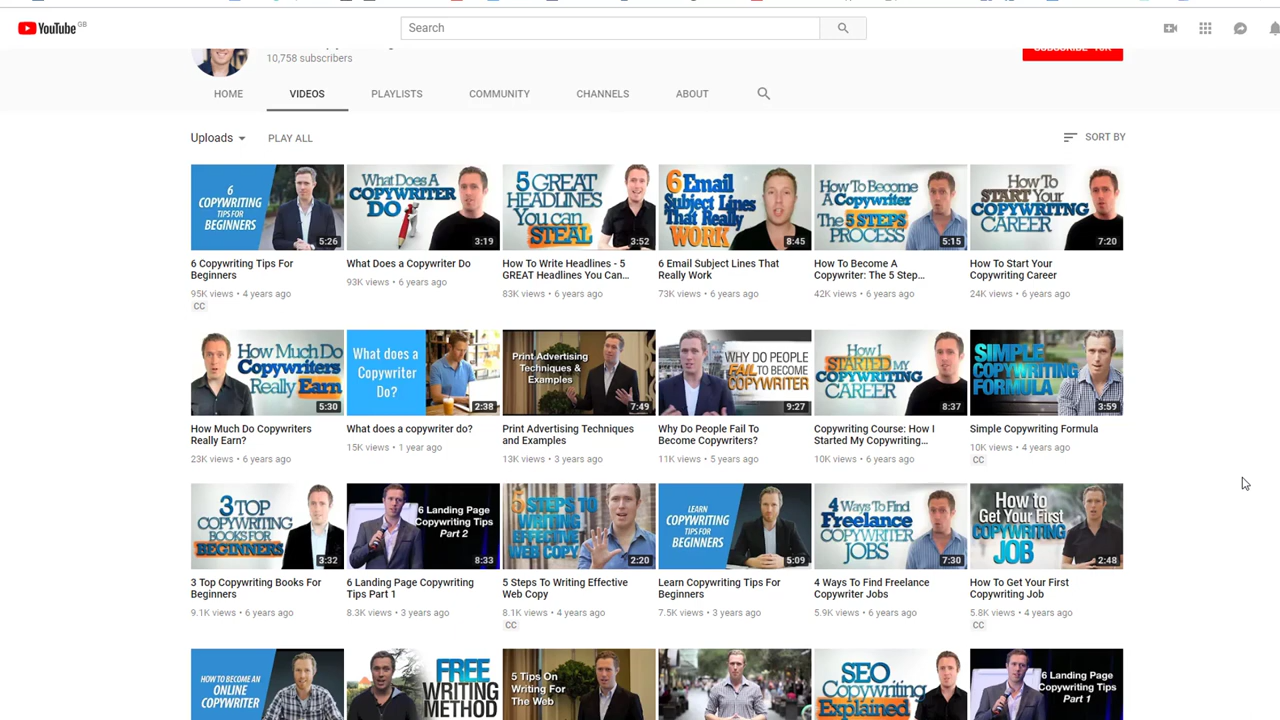 YouTube GB
Search
10,758 subscribers
HOME
VIDEOS
PLAYLISTS
COMMUNITY
CHANNELS
ABOUT
Uploads
PLAY ALL
SORT BY
6
COPYWRITING
TIPS FOR
BEGINNERS
5:26
What Does A
COPYWRITER
DO
3:19
5 GREAT
HEADLINES
You can
STEAL
3:52
6 Email
Subject Lines
That Really
WORK
8:45
How To Become
A Copywriter
The 5 STEPS
PROCESS
5:15
How To
START Your
COPYWRITING
CAREER
7:20
6 Copywriting Tips For
Beginners
95K views • 4 years ago
CC
What Does a Copywriter Do
93K views • 6 years ago
How To Write Headlines - 5
GREAT Headlines You Can...
83K views • 6 years ago
6 Email Subject Lines That
Really Work
73K views • 6 years ago
How To Become A
Copywriter: The 5 Step...
42K views • 6 years ago
How To Start Your
Copywriting Career
24K views • 6 years ago
How Much Do
Copywriters
Really Earn
5:30
What does a
Copywriter
Do?
2:38
Print Advertising
Techniques &
Examples
7:49
WHY DO PEOPLE
FAIL TO BECOME
COPYWRITER
9:27
How I
STARTED MY
COPYWRITING
CAREER
8:37
SIMPLE
COPYWRITING
FORMULA
3:59
How Much Do Copywriters
Really Earn?
23K views • 6 years ago
What does a copywriter do?
15K views • 1 year ago
Print Advertising Techniques
and Examples
13K views • 3 years ago
Why Do People Fail To
Become Copywriters?
11K views • 5 years ago
Copywriting Course: How I
Started My Copywriting...
10K views • 6 years ago
Simple Copywriting Formula
10K views • 4 years ago
CC
3 TOP
COPYWRITING
BOOKS FOR
BEGINNERS
3:32
6 Landing Page
Copywriting Tips
Part 2
8:33
5 STEPS TO
WRITING
EFFECTIVE
WEB COPY
2:20
LEARN
COPYWRITING
TIPS FOR
BEGINNERS
5:09
4 Ways To Find
Freelance
COPYWRITER
JOBS
7:30
How to
Get Your First
COPYWRITING
JOB
2:48
3 Top Copywriting Books For
Beginners
9.1K views • 6 years ago
6 Landing Page Copywriting
Tips Part 1
8.3K views • 3 years ago
5 Steps To Writing Effective
Web Copy
8.1K views • 4 years ago
CC
Learn Copywriting Tips For
Beginners
7.5K views • 3 years ago
4 Ways To Find Freelance
Copywriter Jobs
5.9K views • 6 years ago
How To Get Your First
Copywriting Job
5.8K views • 4 years ago
CC
HOW TO BECOME AN
ONLINE
COPYWRITER
FREE
WRITING
METHOD
5 Tips On
Writing For
The Web
SEO
Copywriting
Explained
6 Landing Page
Copywriting Tips
Part 1